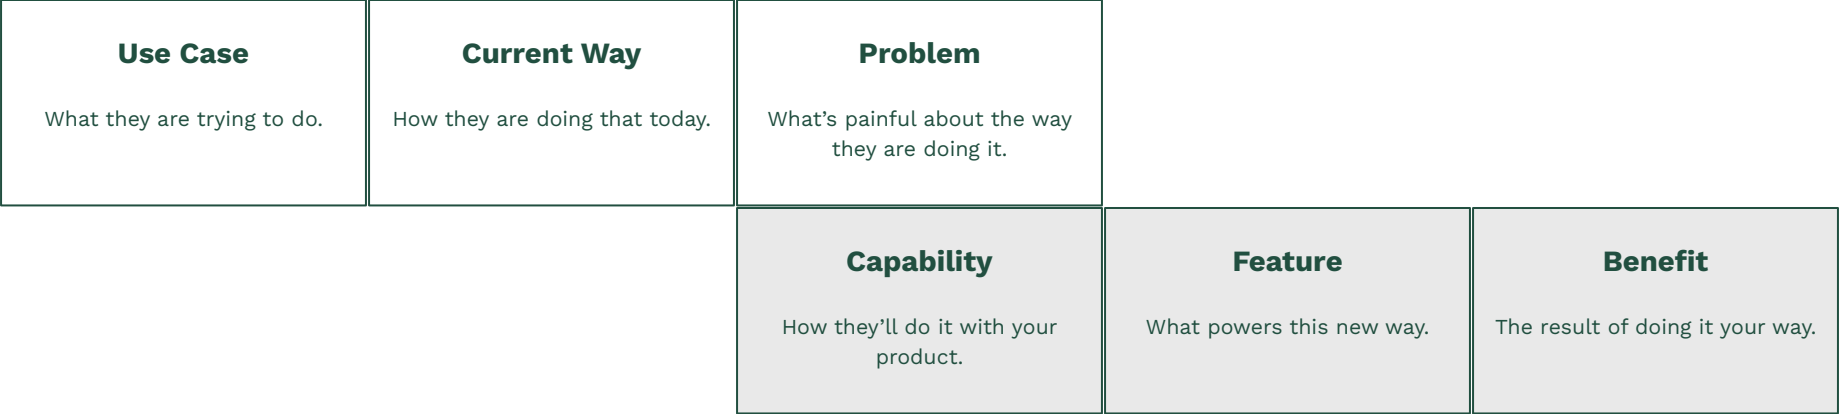 Use Case
What they are trying to do.
Current Way
How they are doing that today.
Problem
What’s painful about the way
they are doing it.
Capability
How they’ll do it with your
product.
Feature
What powers this new way.
Benefit
The result of doing it your way.